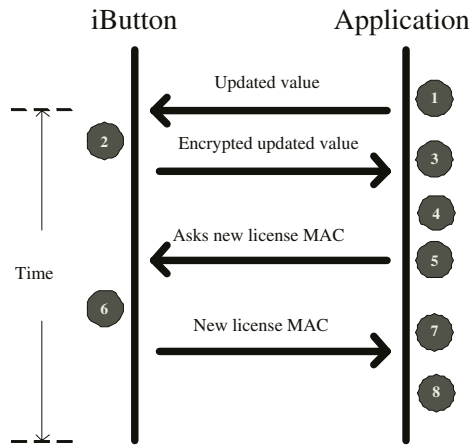 iButton Application
Updated value
1
2
Encrypted updated value
3
4
Asks new license MAC
5
Time
6
New license MAC
7
8